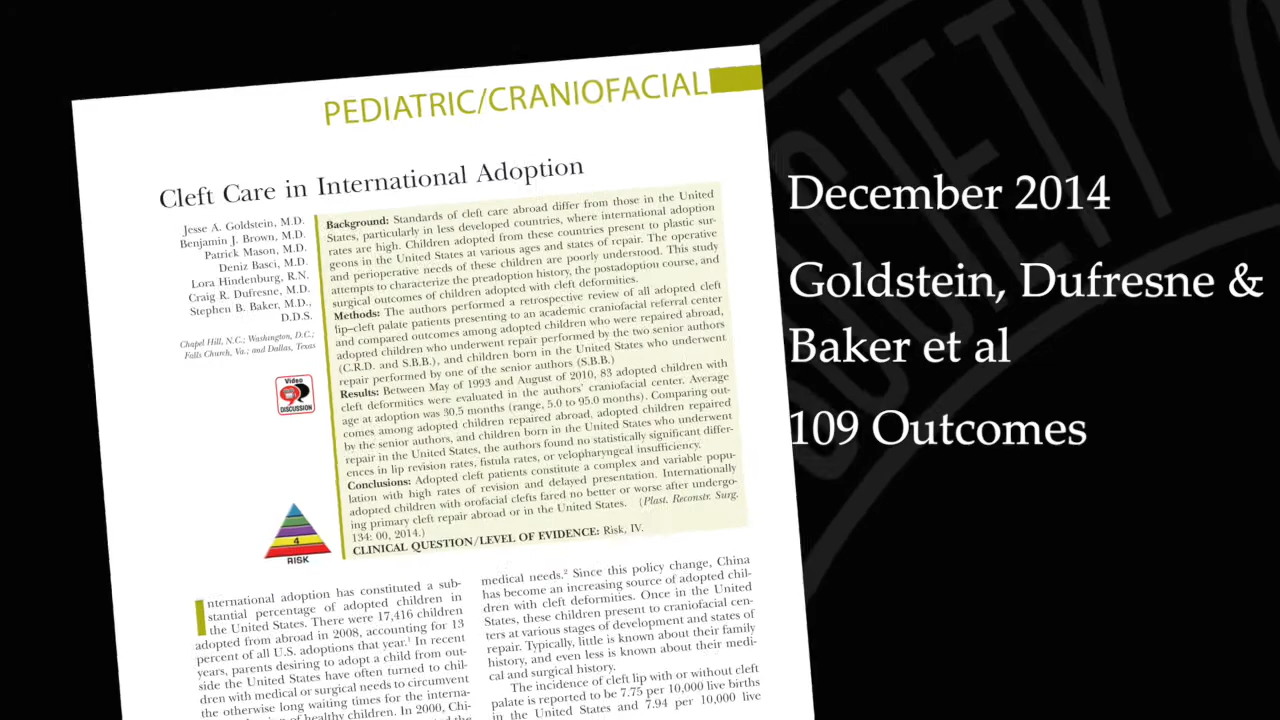 PEDIATRIC/CRANIOFACIAL
Cleft Care in International Adoption
Jesse A. Goldstein, M.D.
Benjamin J. Brown, M.D.
Patrick Mason, M.D.
Deniz Basci, M.D.
Lora Hindenburg, R.N.
Craig R. Dufresne, M.D.
Stephen B. Baker, M.D.,
D.D.S.
Chapel Hill, N.C.; Washington, D.C.;
Falls Church, Va.; and Dallas, Texas
Video
DISCUSSION
4
RISK
Background: Standards of cleft care abroad differ from those in the United
States, particularly in less developed countries, where international adoption
rates are high. Children adopted from these countries present to plastic sur-
geons in the United States at various ages and states of repair. The operative
and perioperative needs of these children are poorly understood. This study
attempts to characterize the preadoption history, the postadoption course, and
surgical outcomes of children adopted with cleft deformities.
Methods: The authors performed a retrospective review of all adopted cleft
lip–cleft palate patients presenting to an academic craniofacial referral center
and compared outcomes among adopted children who were repaired abroad,
adopted children who underwent repair performed by the two senior authors
(C.R.D. and S.B.B.), and children born in the United States who underwent
repair performed by one of the senior authors (S.B.B.)
Results: Between May of 1993 and August of 2010, 83 adopted children with
cleft deformities were evaluated in the authors' craniofacial center. Average
age at adoption was 30.5 months (range, 5.0 to 95.0 months). Comparing out-
comes among adopted children repaired abroad, adopted children repaired
by the senior authors, and children born in the United States who underwent
repair in the United States, the authors found no statistically significant differ-
ences in lip revision rates, fistula rates, or velopharyngeal insufficiency.
Conclusions: Adopted cleft patients constitute a complex and variable popu-
lation with high rates of revision and delayed presentation. Internationally
adopted children with orofacial clefts fared no better or worse after undergo-
ing primary cleft repair abroad or in the United States. (Plast. Reconstr. Surg.
134: 00, 2014.)
CLINICAL QUESTION/LEVEL OF EVIDENCE: Risk, IV.
International adoption has constituted a sub-
stantial percentage of adopted children in
the United States. There were 17,416 children
adopted from abroad in 2008, accounting for 13
percent of all U.S. adoptions that year.1 In recent
years, parents desiring to adopt a child from out-
side the United States have often turned to chil-
dren with medical or surgical needs to circumvent
the otherwise long waiting times for the interna-
of healthy children. In 2000, Chi-
medical needs.2 Since this policy change, China
has become an increasing source of adopted chil-
dren with cleft deformities. Once in the United
States, these children present to craniofacial cen-
ters at various stages of development and states of
repair. Typically, little is known about their family
history, and even less is known about their medi-
cal and surgical history.
The incidence of cleft lip with or without cleft
palate is reported to be 7.75 per 10,000 live births
in the United States and 7.94 per 10,000 live
December 2014
Goldstein, Dufresne &
Baker et al
109 Outcomes
SOCIETY